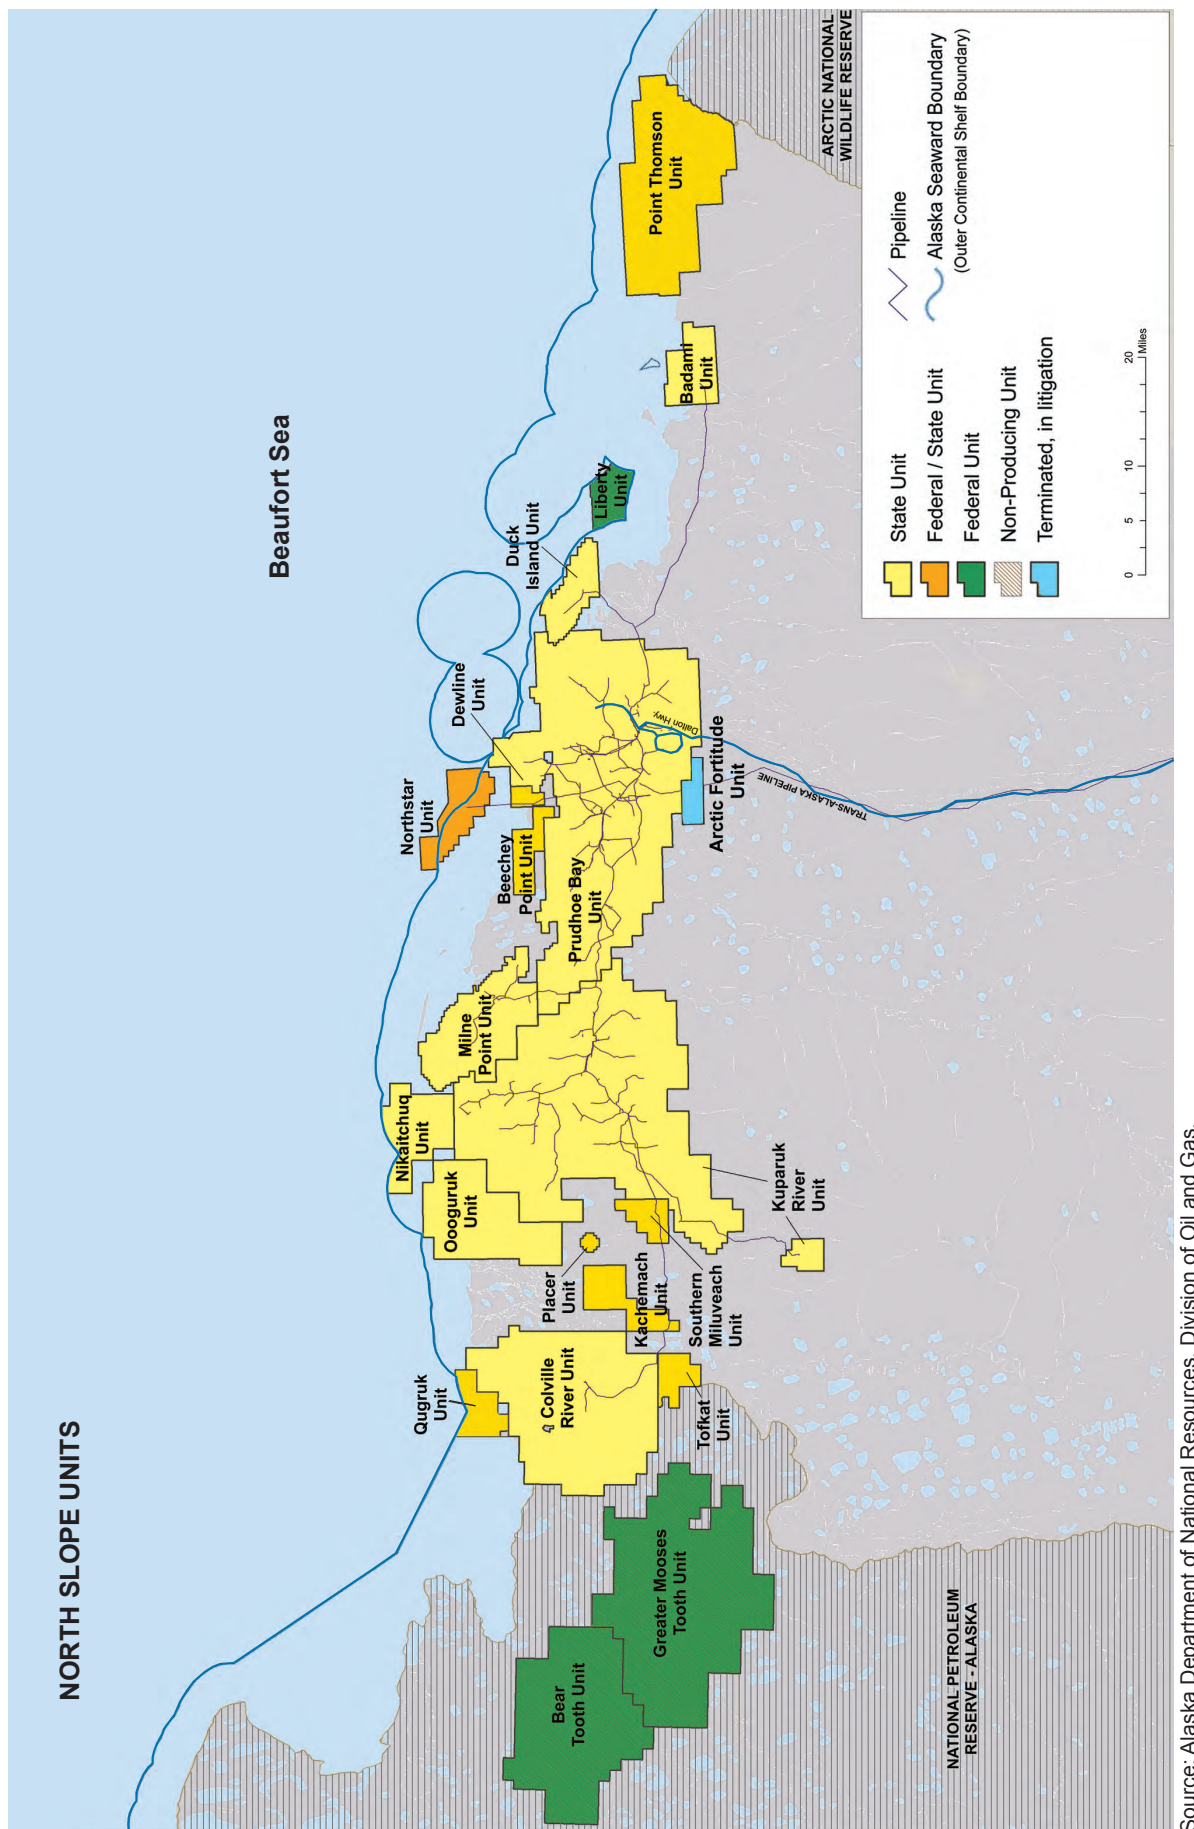 NORTH SLOPE UNITS
Beaufort Sea
Qugruk
Unit
Colville
River Unit
Bear
Tooth Unit
Greater Mooses
Tooth Unit
Tofkat
Unit
Kachemach
Unit
Placer
Unit
Southern
Miluveach
Unit
Oooguruk
Unit
Nikaitchuq
Unit
Kuparuk
River
Unit
Milne
Point Unit
Northstar
Unit
Beechey
Point Unit
Prudhoe Bay
Unit
Dewline
Unit
Arctic Fortitude
Unit
Dalton Hwy.
TRANS-ALASKA PIPELINE
Duck
Island Unit
Liberty
Unit
Badami
Unit
Point Thomson
Unit
ARCTIC NATIONAL
WILDLIFE RESERVE
NATIONAL PETROLEUM
RESERVE - ALASKA
State Unit
Federal / State Unit
Federal Unit
Non-Producing Unit
Terminated, in litigation
Pipeline
Alaska Seaward Boundary
(Outer Continental Shelf Boundary)
0 5 10 20 Miles
Source: Alaska Department of National Resources, Division of Oil and Gas.